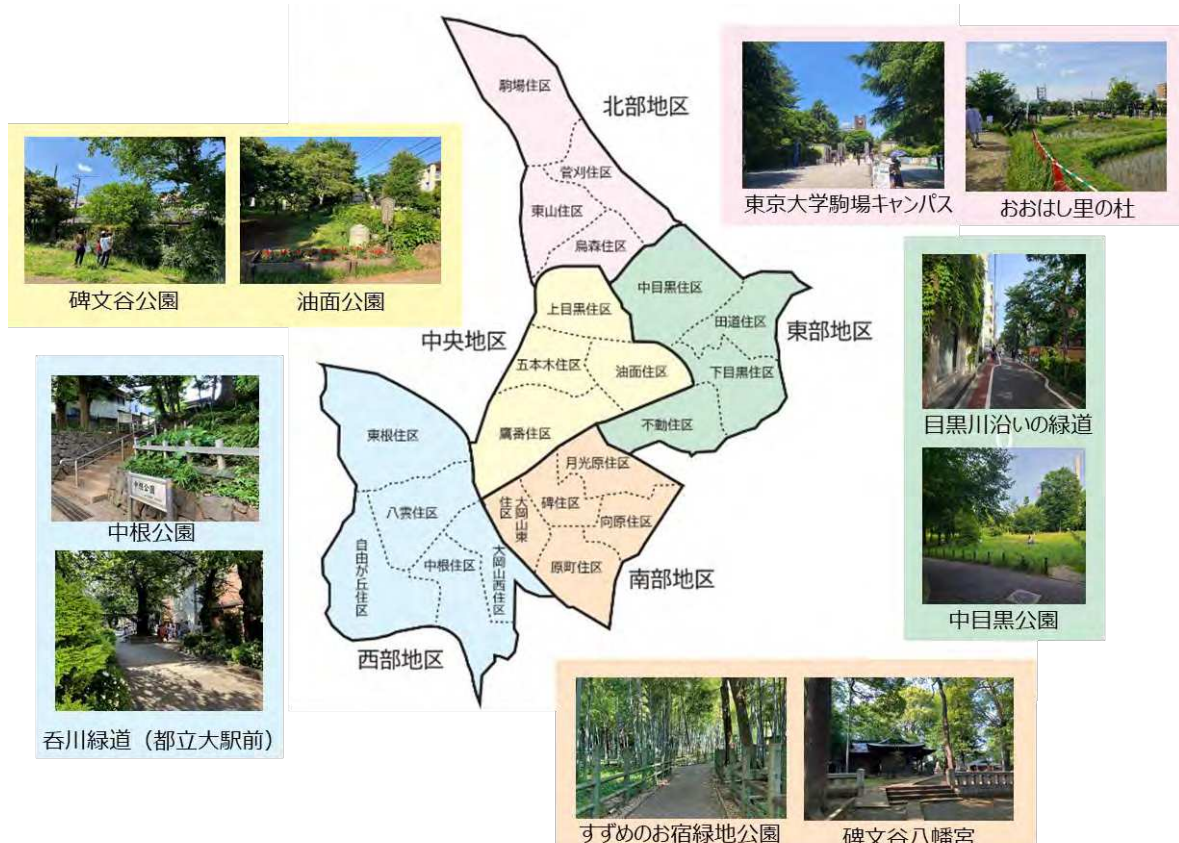 駒場住区
北部地区
菅刈住区
東山住区
烏森住区
東京大学駒場キャンパス
おおはし里の杜
碑文谷公園
油面公園
中目黒住区
上目黒住区
田道住区
東部地区
中央地区
五本木住区
油面住区
下目黒住区
不動住区
鷹番住区
目黒川沿いの緑道
東根住区
月光原住区
八雲住区
大岡山東住区
碑住区
向原住区
中根公園
中根公園
自由が丘住区
中根住区
大岡山西住区
原町住区
南部地区
中目黒公園
西部地区
呑川緑道（都立大駅前）
すずめのお宿緑地公園
碑文谷八幡宮